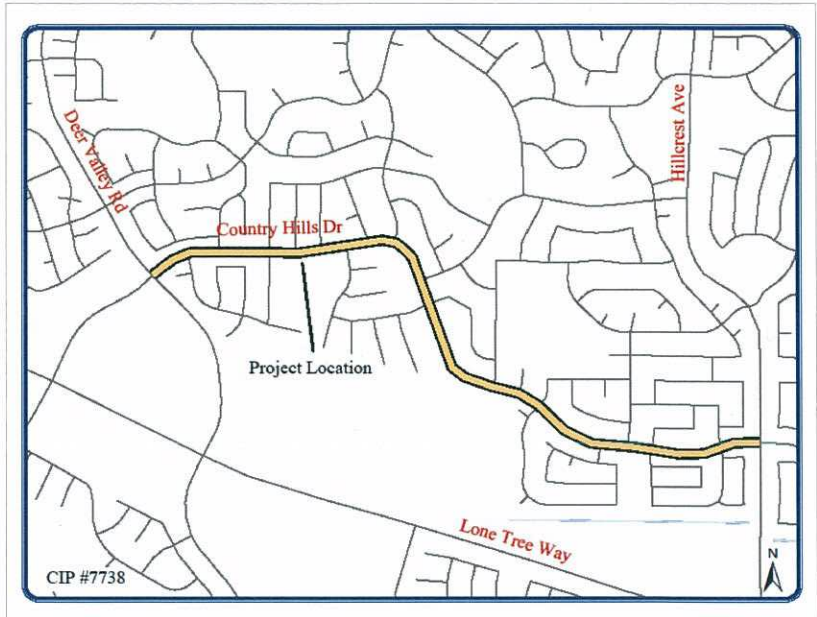 Deer Valley Rd
Hillcrest Ave
Country Hills Dr
Project Location
Lone Tree Way
N
CIP #7738